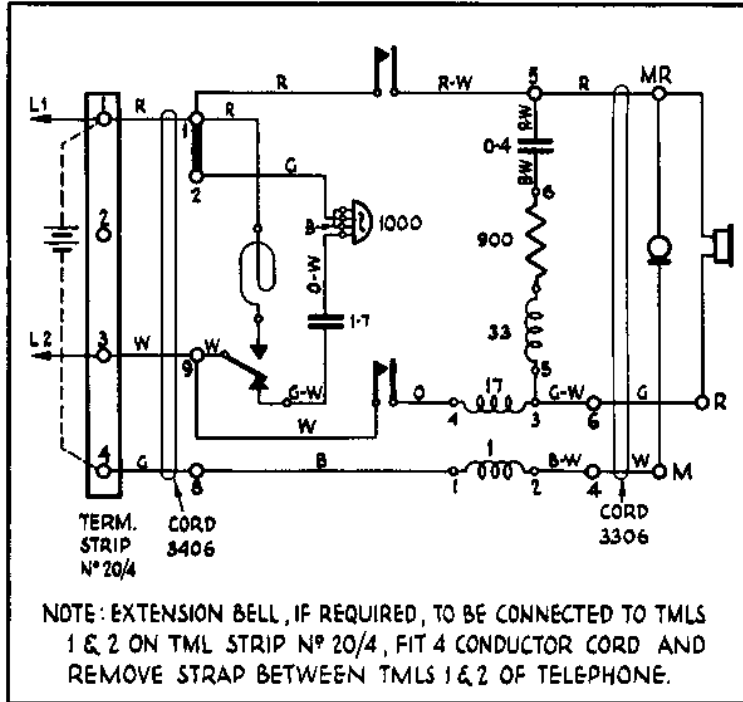 R R-W 5 R MR
L1 1 R R R-W
1 0-4
B-W
2 G 6
2 B 1000
900
O-W
33
1-7
L2 3 W W 5
9 G-W O 17 G-W G
W 4 3 6 R
1
4 G B B-W W M
8 1 2 4
TERM. CORD CORD
STRIP 3406 3306
Nº 20/4
NOTE: EXTENSION BELL, IF REQUIRED, TO BE CONNECTED TO TMLS
1 & 2 ON TML STRIP Nº 20/4, FIT 4 CONDUCTOR CORD AND
REMOVE STRAP BETWEEN TMLS 1 & 2 OF TELEPHONE.